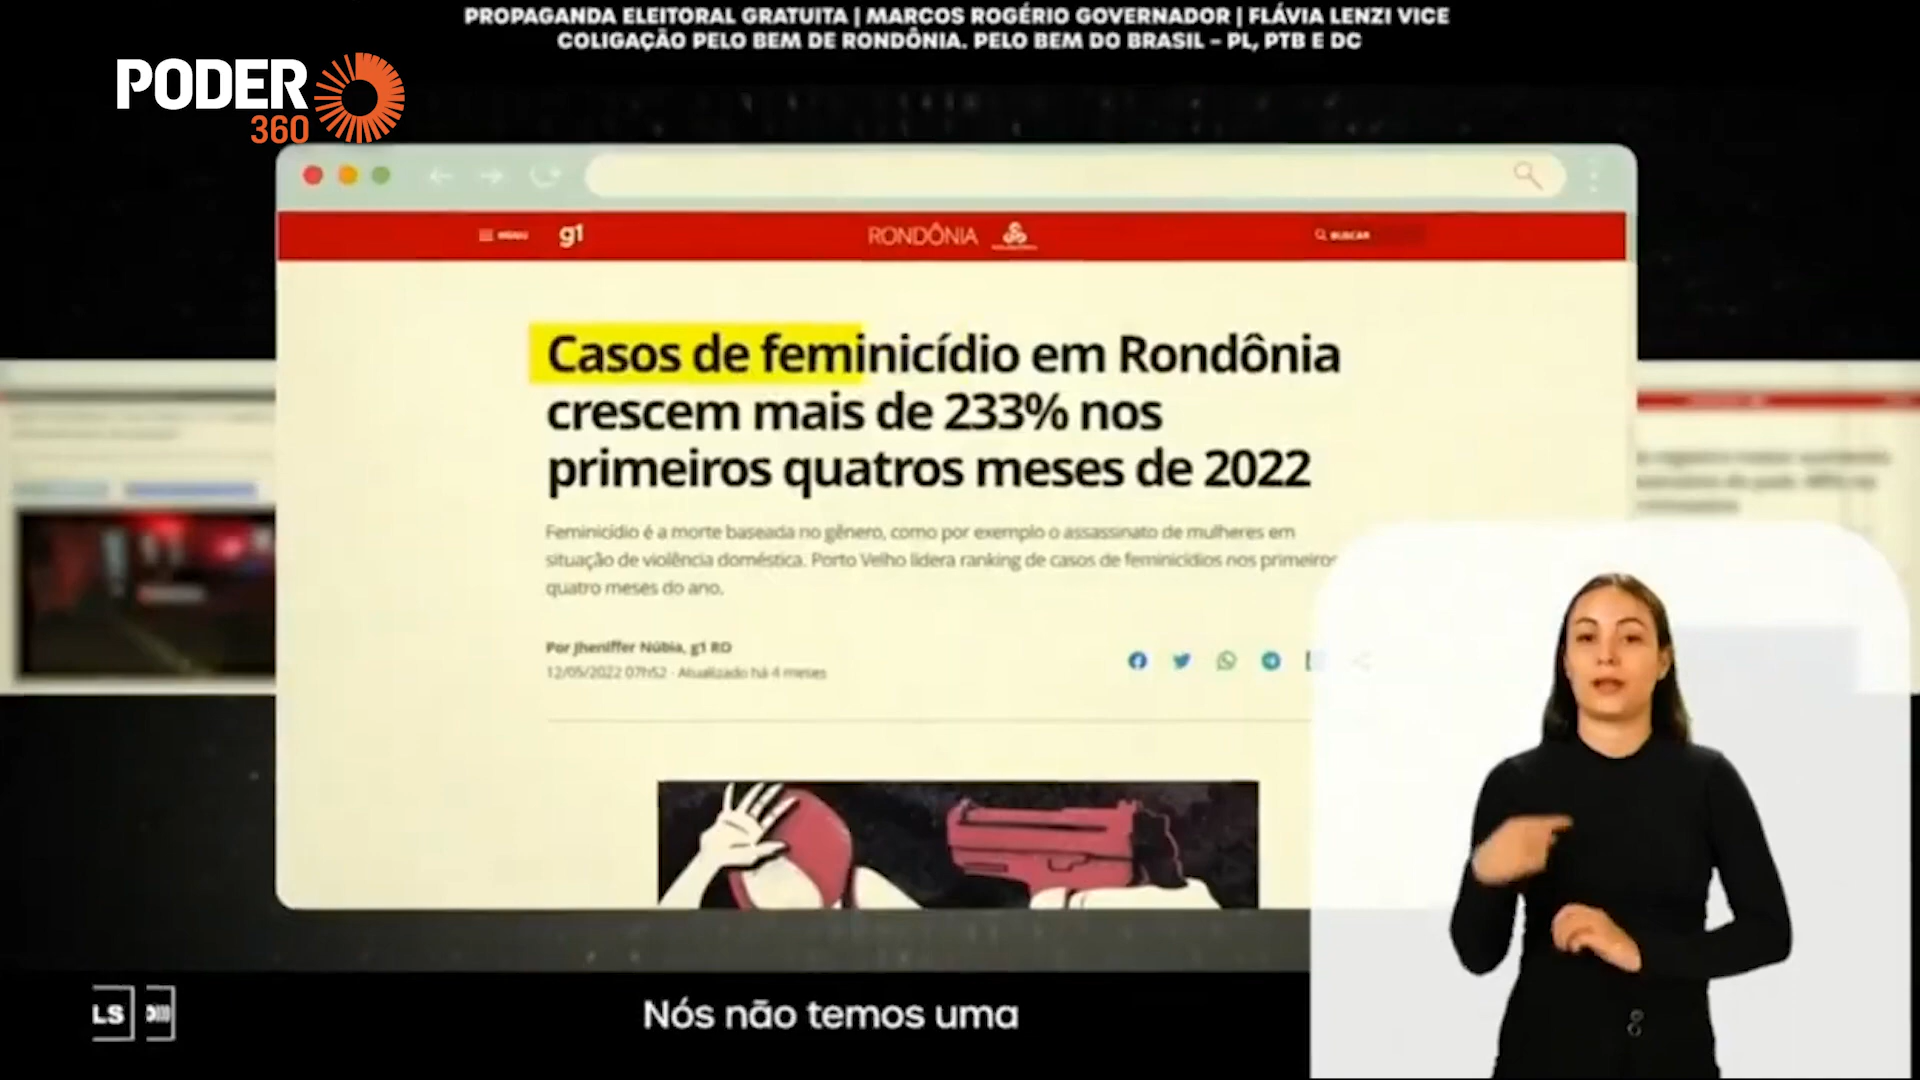 PROPAGANDA ELEITORAL GRATUITA | MARCOS ROGÉRIO GOVERNADOR | FLÁVIA LENZI VICE
COLIGAÇÃO PELO BEM DE RONDÔNIA. PELO BEM DO BRASIL – PL, PTB E DC
PODER
360
MENU
g1
RONDÔNIA
BUSCAR
Casos de feminicídio em Rondônia
crescem mais de 233% nos
primeiros quatros meses de 2022
Feminicídio é a morte baseada no gênero, como por exemplo o assassinato de mulheres em
situação de violência doméstica. Porto Velho lidera ranking de casos de feminicídios nos primeiros
quatro meses do ano.
Por Jheniffer Núbia, g1 RO
12/05/2022 07h52 · Atualizado há 4 meses
LS
Nós não temos uma